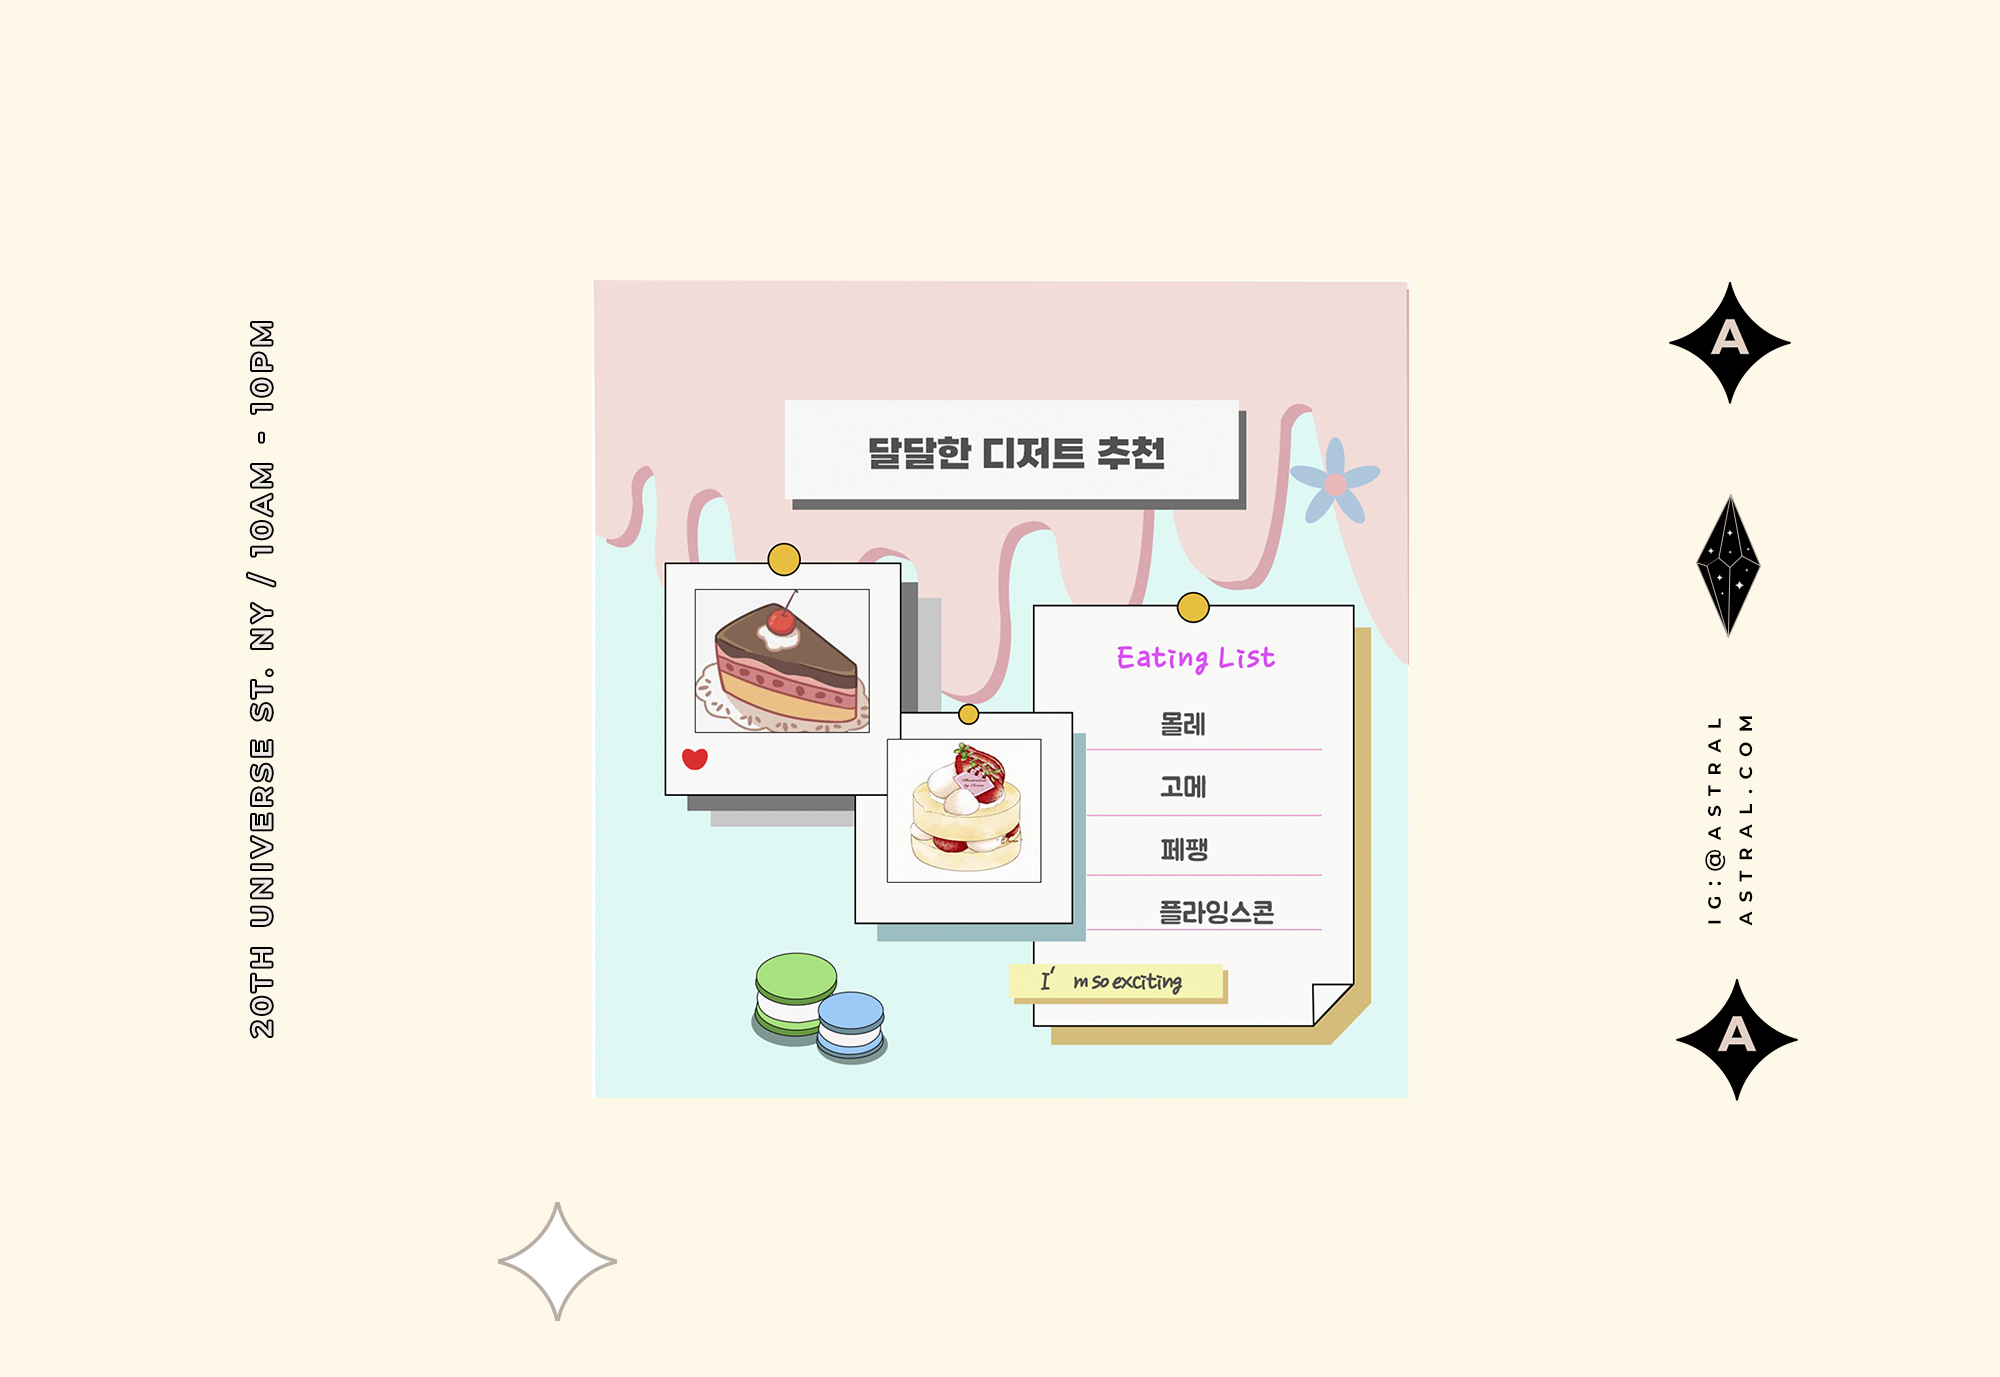 20TH UNIVERSE ST. NY / 10AM - 10PM
달달한 디저트 추천
Eating List
몰레
고메
페팽
플라잉스콘
I' m so exciting
A
IG:@ASTRAL
ASTRAL.COM
A